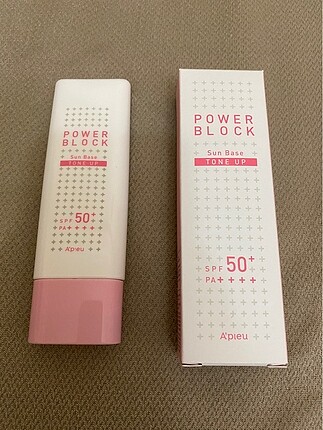 POWER
BLOCK
Sun Base
TONE UP
SPF 50+
PA++++
A'pieu
POWER
BLOCK
Sun Base
TONE UP
SPF 50+
PA++++
A'pieu